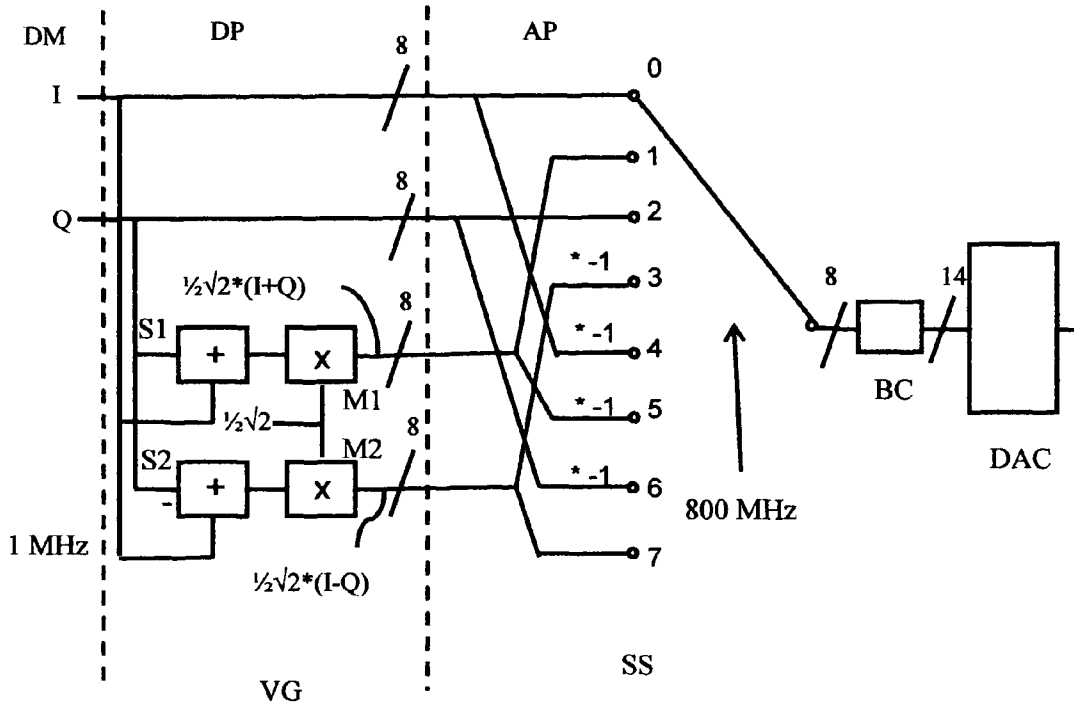 DM DP AP
8 0
I
1
8 2
Q
* -1 3
½√2*(I+Q) 8 8 14
S1 * -1 4
+ X
M1 BC
½√2 * -1 5
8
S2 M2 DAC
+ X * -1 6
-
800 MHz
1 MHz 7
½√2*(I-Q)
SS
VG